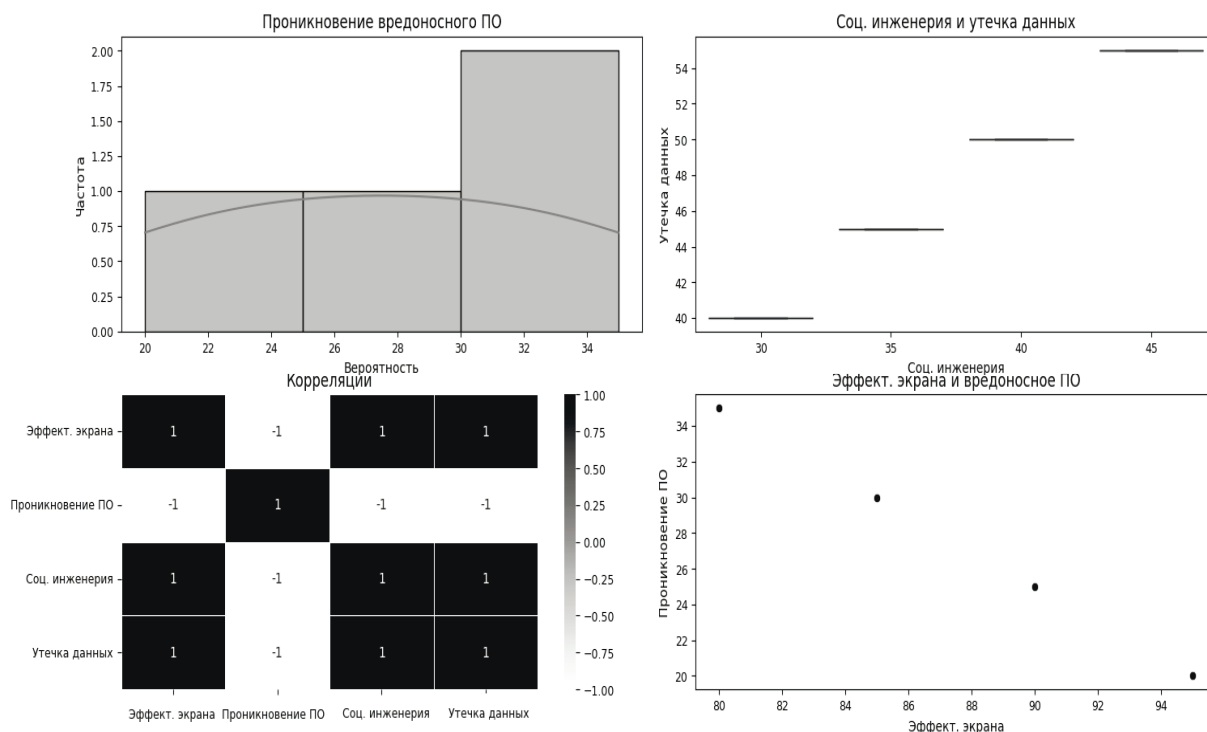 Проникновение вредоносного ПО
Частота
2.00
1.75
1.50
1.25
1.00
0.75
0.50
0.25
0.00
20 22 24 26 28 30 32 34
Вероятность
Соц. инженерия и утечка данных
Утечка данных
54
52
50
48
46
44
42
40
30 35 40 45
Соц. инженерия
Корреляции
Эффект. экрана 1 -1 1 1
Проникновение ПО -1 1 -1 -1
Соц. инженерия 1 -1 1 1
Утечка данных 1 -1 1 1
Эффект. экрана Проникновение ПО Соц. инженерия Утечка данных
1.00
0.75
0.50
0.25
0.00
−0.25
−0.50
−0.75
−1.00
Эффект. экрана и вредоносное ПО
Проникновение ПО
34
32
30
28
26
24
22
20
80 82 84 86 88 90 92 94
Эффект. экрана